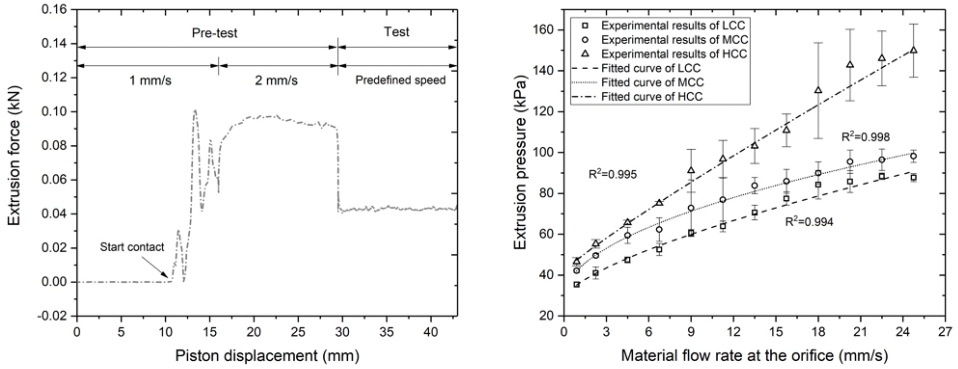 0.16
0.14
0.12
0.10
0.08
0.06
0.04
0.02
0.00
-0.02
Extrusion force (kN)
Pre-test
Test
1 mm/s
2 mm/s
Predefined speed
Start contact
0
5
10
15
20
25
30
35
40
Piston displacement (mm)
160
140
120
100
80
60
40
20
Extrusion pressure (kPa)
Experimental results of LCC
Experimental results of MCC
Experimental results of HCC
Fitted curve of LCC
Fitted curve of MCC
Fitted curve of HCC
R²=0.998
R²=0.995
R²=0.994
0
3
6
9
12
15
18
21
24
27
Material flow rate at the orifice (mm/s)